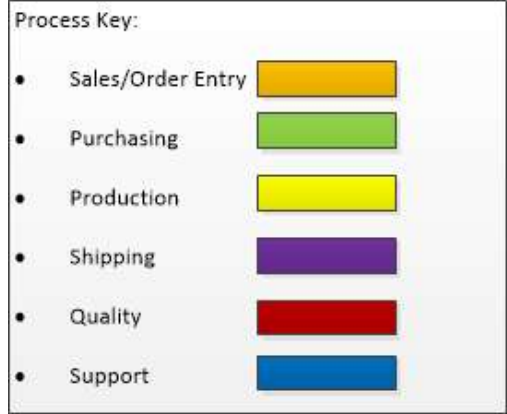 Process Key:
• Sales/Order Entry
• Purchasing
• Production
• Shipping
• Quality
• Support